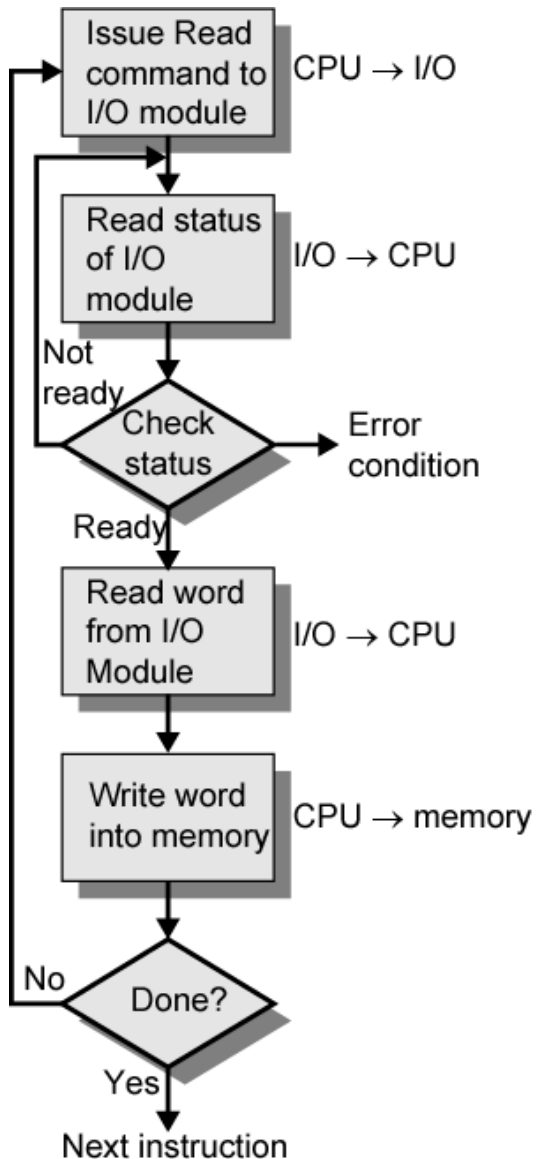 Issue Read
command to
I/O module
CPU → I/O
Read status
of I/O
module
I/O → CPU
Not
ready
Check
status
Error
condition
Ready
Read word
from I/O
Module
I/O → CPU
Write word
into memory
CPU → memory
No
Done?
Yes
Next instruction